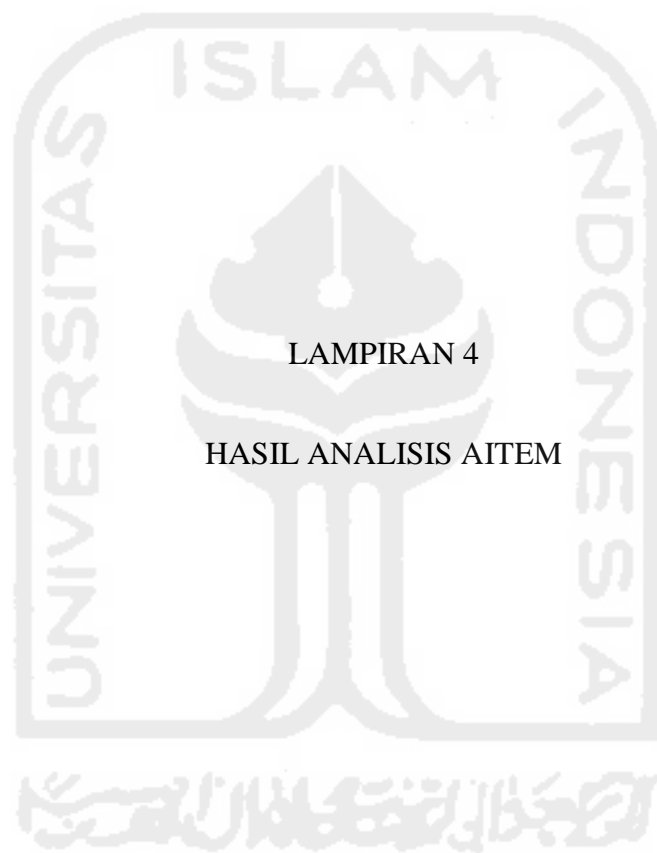 ISLAM
UNIVERSITAS
INDONESIA
LAMPIRAN 4
HASIL ANALISIS AITEM